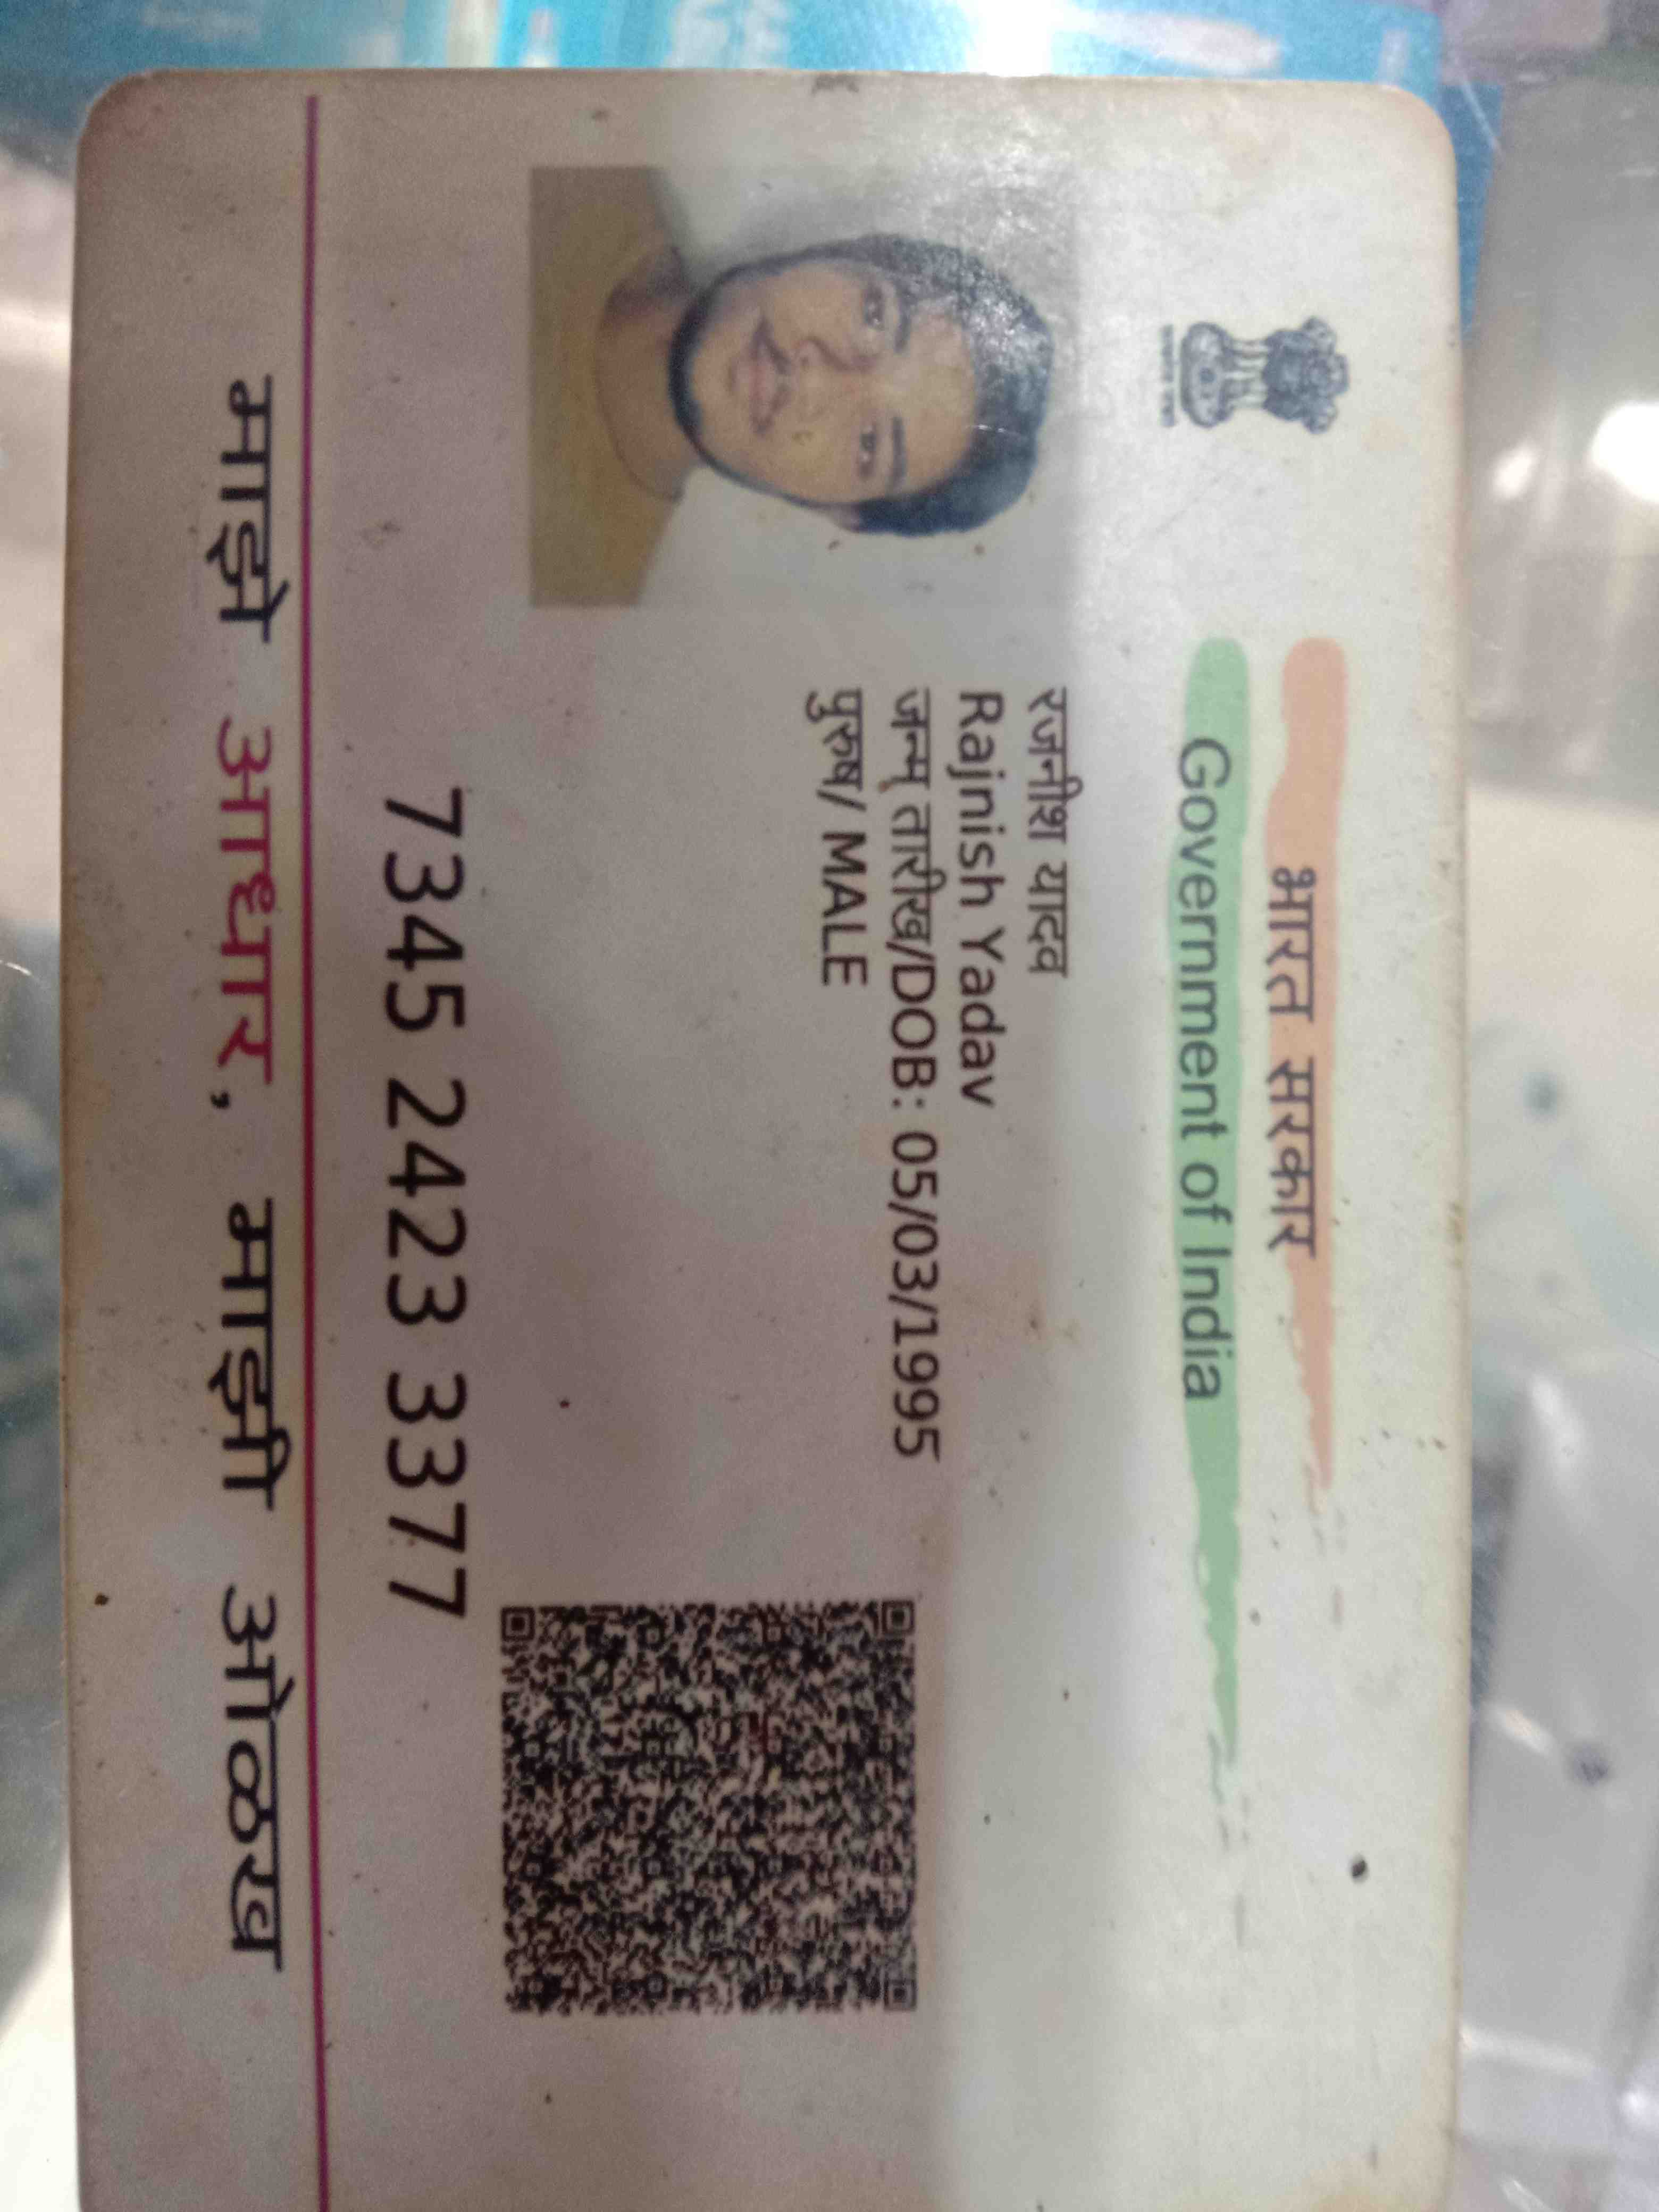 भारत सरकार
Government of India
रजनीश यादव
Rajnish Yadav
जन्म तारीख/DOB: 05/03/1995
पुरुष/ MALE
7345 2423 3377
माझे आधार, माझी ओळख